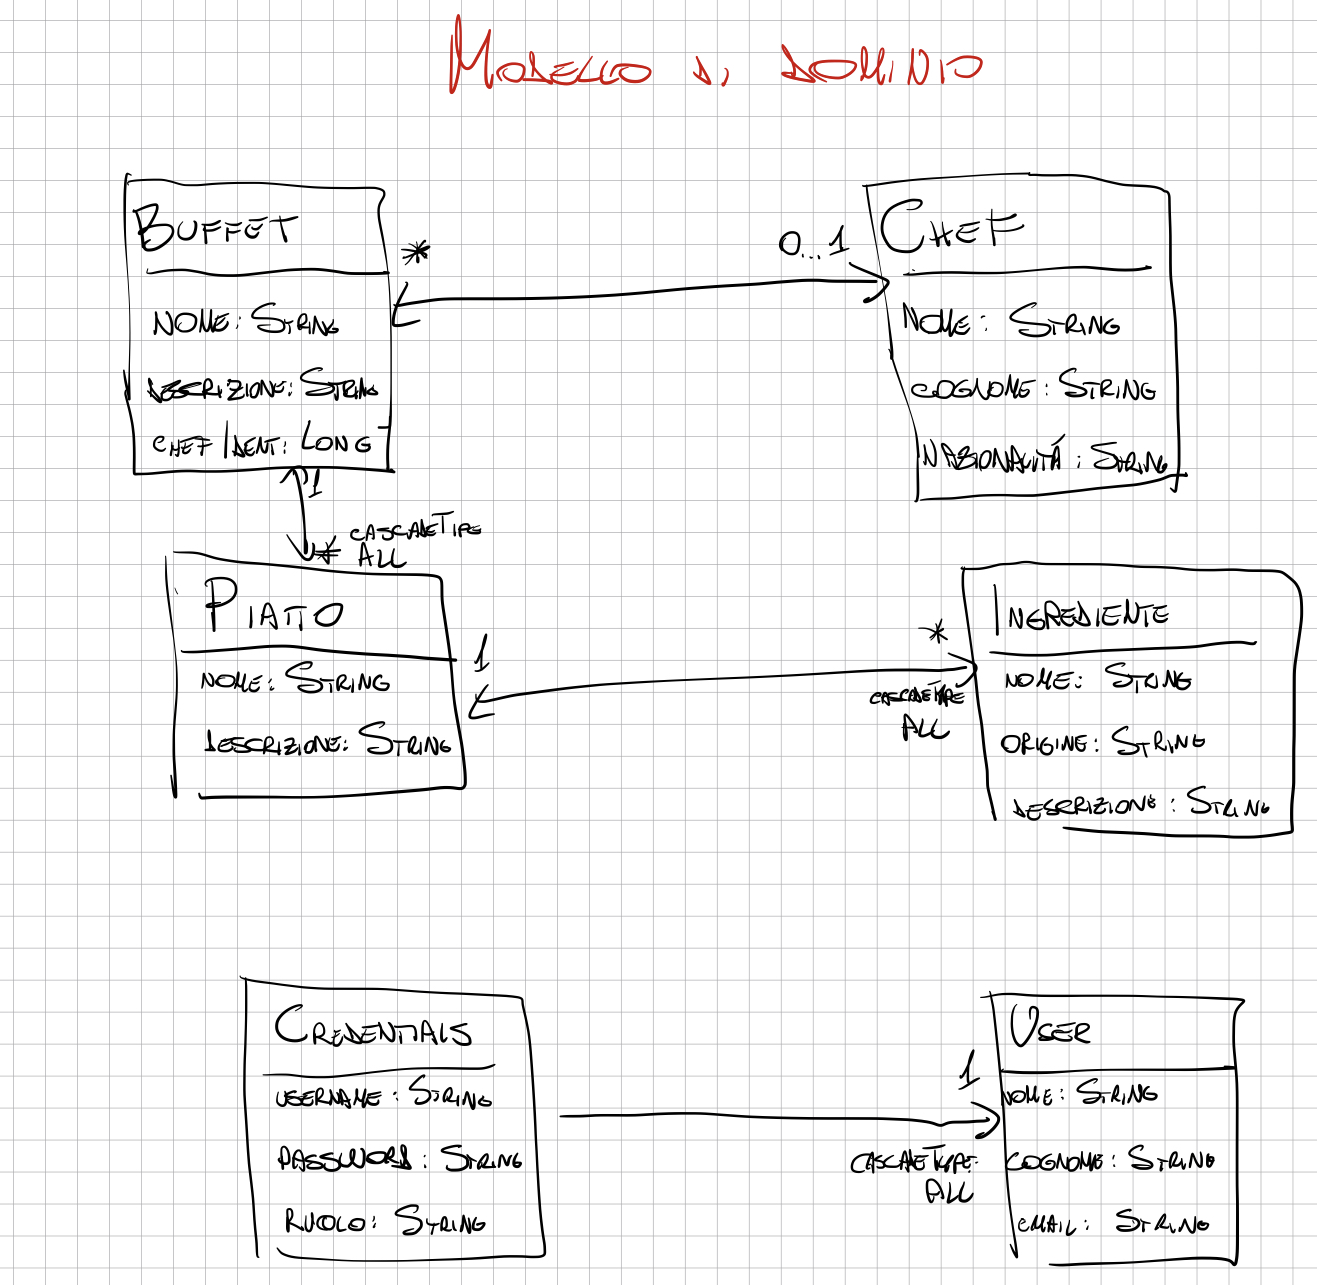 MODELLO DI DOMINIO
BUFFET
NOME: STRING
DESCRIZIONE: STRING
CHEF IDENT: LONG
*
0...1
CHEF
NOME: STRING
COGNOME: STRING
NAZIONALITÁ: STRING
1
*
CASCADETYPE
ALL
PIATTO
NOME: STRING
DESCRIZIONE: STRING
1
*
CASCADETYPE
ALL
INGREDIENTE
NOME: STRING
ORIGINE: STRING
DESCRIZIONE: STRING
CREDENTIALS
USERNAME: STRING
PASSWORD: STRING
RUOLO: STRING
1
CASCADETYPE:
ALL
USER
NOME: STRING
COGNOME: STRING
EMAIL: STRING